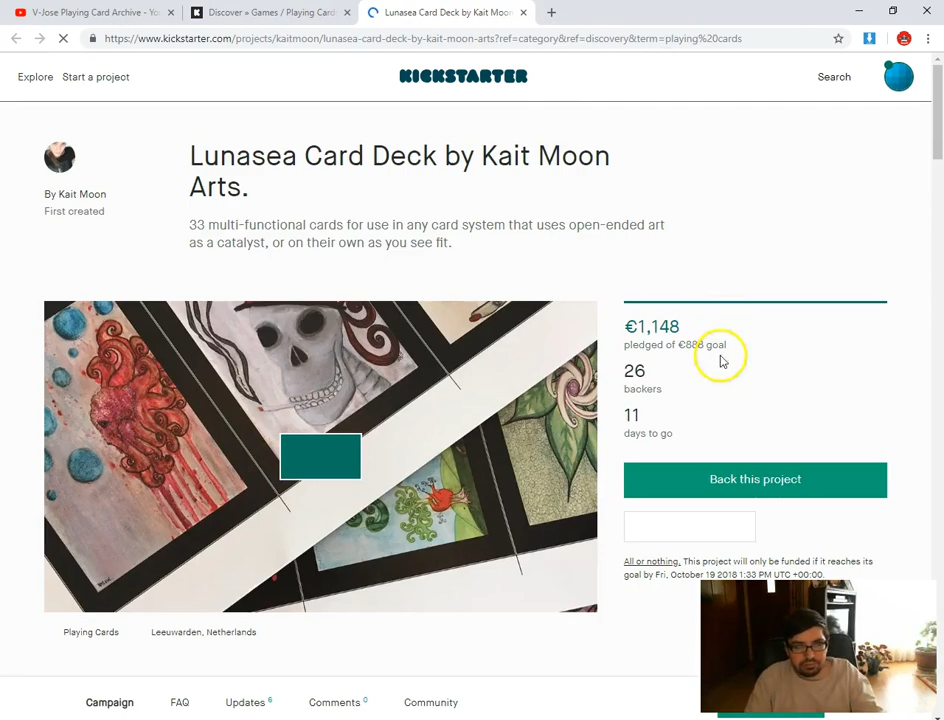 V-Jose Playing Card Archive - Yo
Discover » Games / Playing Card
Lunasea Card Deck by Kait Moon
https://www.kickstarter.com/projects/kaitmoon/lunasea-card-deck-by-kait-moon-arts?ref=category&ref=discovery&term=playing%20cards
Explore
Start a project
KICKSTARTER
Search
Lunasea Card Deck by Kait Moon
Arts.
By Kait Moon
First created
33 multi-functional cards for use in any card system that uses open-ended art
as a catalyst, or on their own as you see fit.
€1,148
pledged of €888 goal
26
backers
11
days to go
Back this project
All or nothing. This project will only be funded if it reaches its
goal by Fri, October 19 2018 1:33 PM UTC +00:00.
Playing Cards
Leeuwarden, Netherlands
Campaign
FAQ
Updates 6
Comments 0
Community